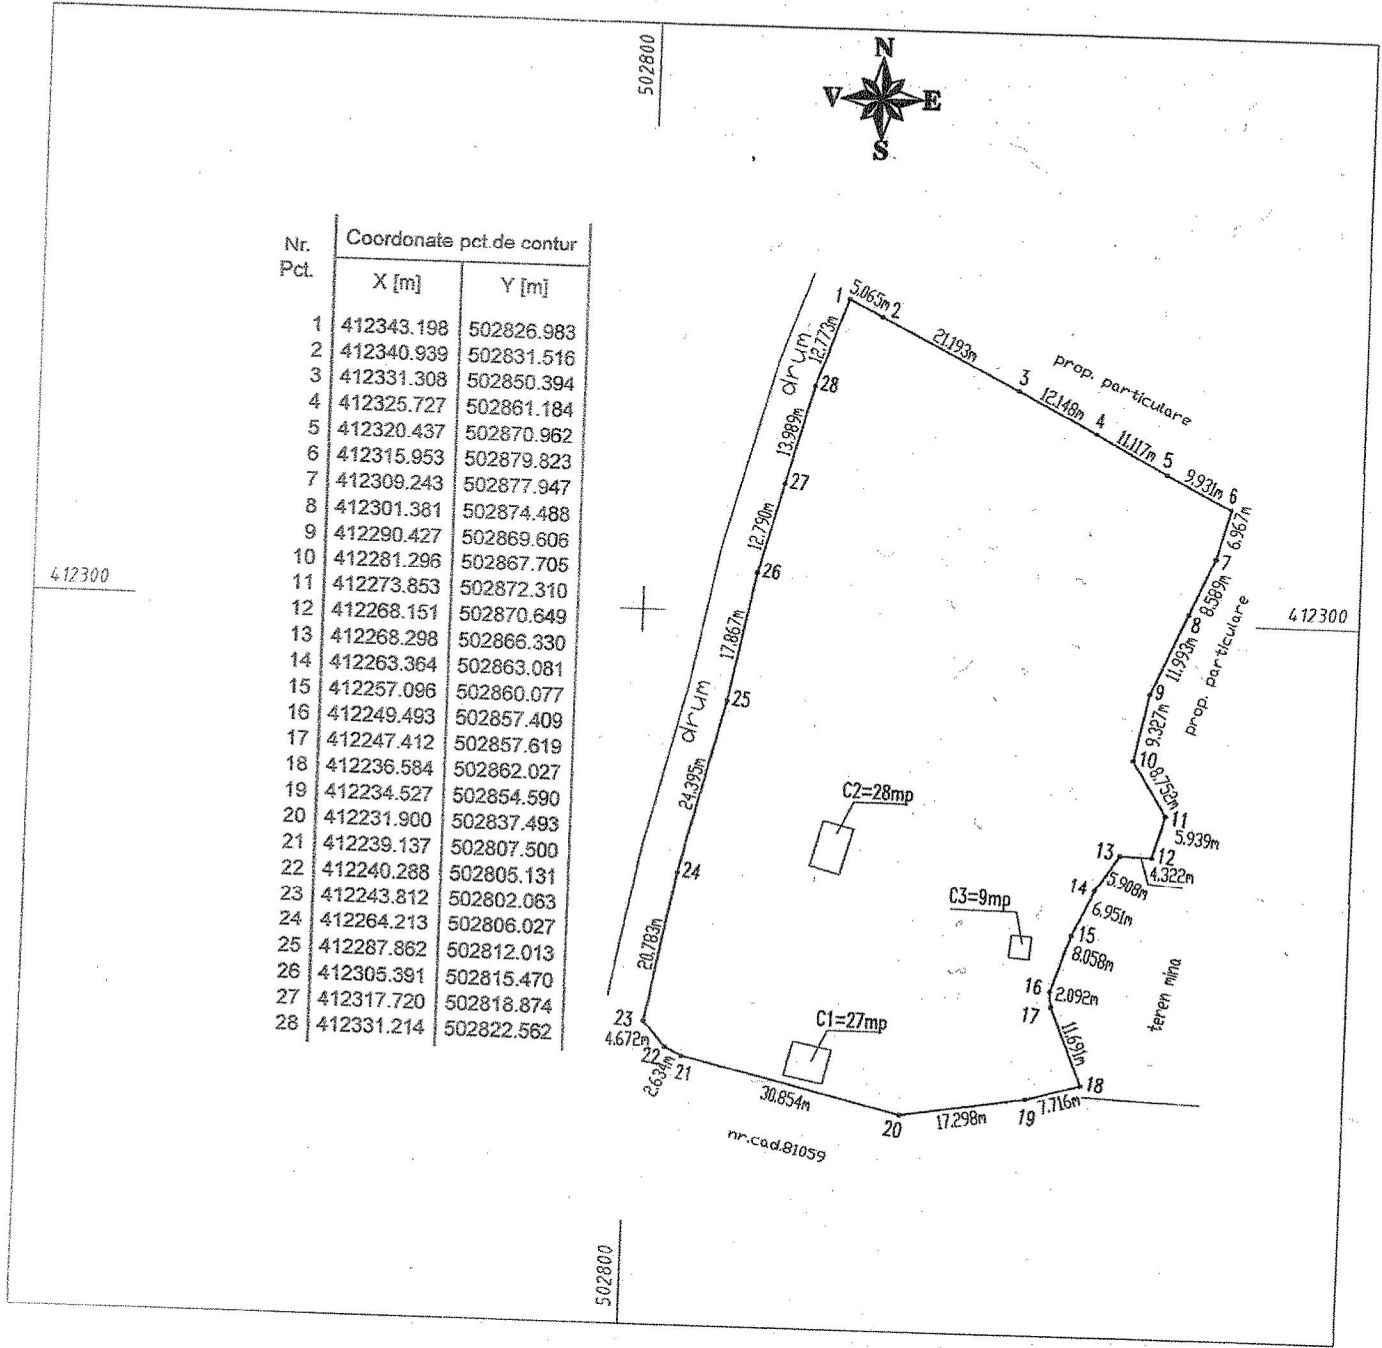 502800
N
V E
S
Nr. Pct. Coordonate pct.de contur
X [m] Y [m]
1 412343.198 502826.983
2 412340.939 502831.516
3 412331.308 502850.394
4 412325.727 502861.184
5 412320.437 502870.962
6 412315.953 502879.823
7 412309.243 502877.947
8 412301.381 502874.488
9 412290.427 502869.606
10 412281.296 502867.705
11 412273.853 502872.310
12 412268.151 502870.649
13 412268.298 502866.330
14 412263.364 502863.081
15 412257.096 502860.077
16 412249.493 502857.409
17 412247.412 502857.619
18 412236.584 502862.027
19 412234.527 502854.590
20 412231.900 502837.493
21 412239.137 502807.500
22 412240.288 502805.131
23 412243.812 502802.063
24 412264.213 502806.027
25 412287.862 502812.013
26 412305.391 502815.470
27 412317.720 502818.874
28 412331.214 502822.562
412300
412300
1
5.065m
2
21.193m
3
12.148m
4
11.117m
5
9.931m
6
prop. particulare
6.967m
7
8.589m
8
11.993m
9
9.327m
10
prop. particulare
8.752m
11
5.939m
12
4.322m
13
5.908m
14
6.951m
15
8.058m
16
2.092m
17
11.691m
18
teren mina
7.716m
19
17.298m
20
30.854m
21
2.634m
22
4.672m
23
20.783m
24
24.395m
25
17.867m
26
12.790m
27
13.989m
28
12.773m
drum
drum
C2=28mp
C3=9mp
C1=27mp
nr.cad.81059
502800